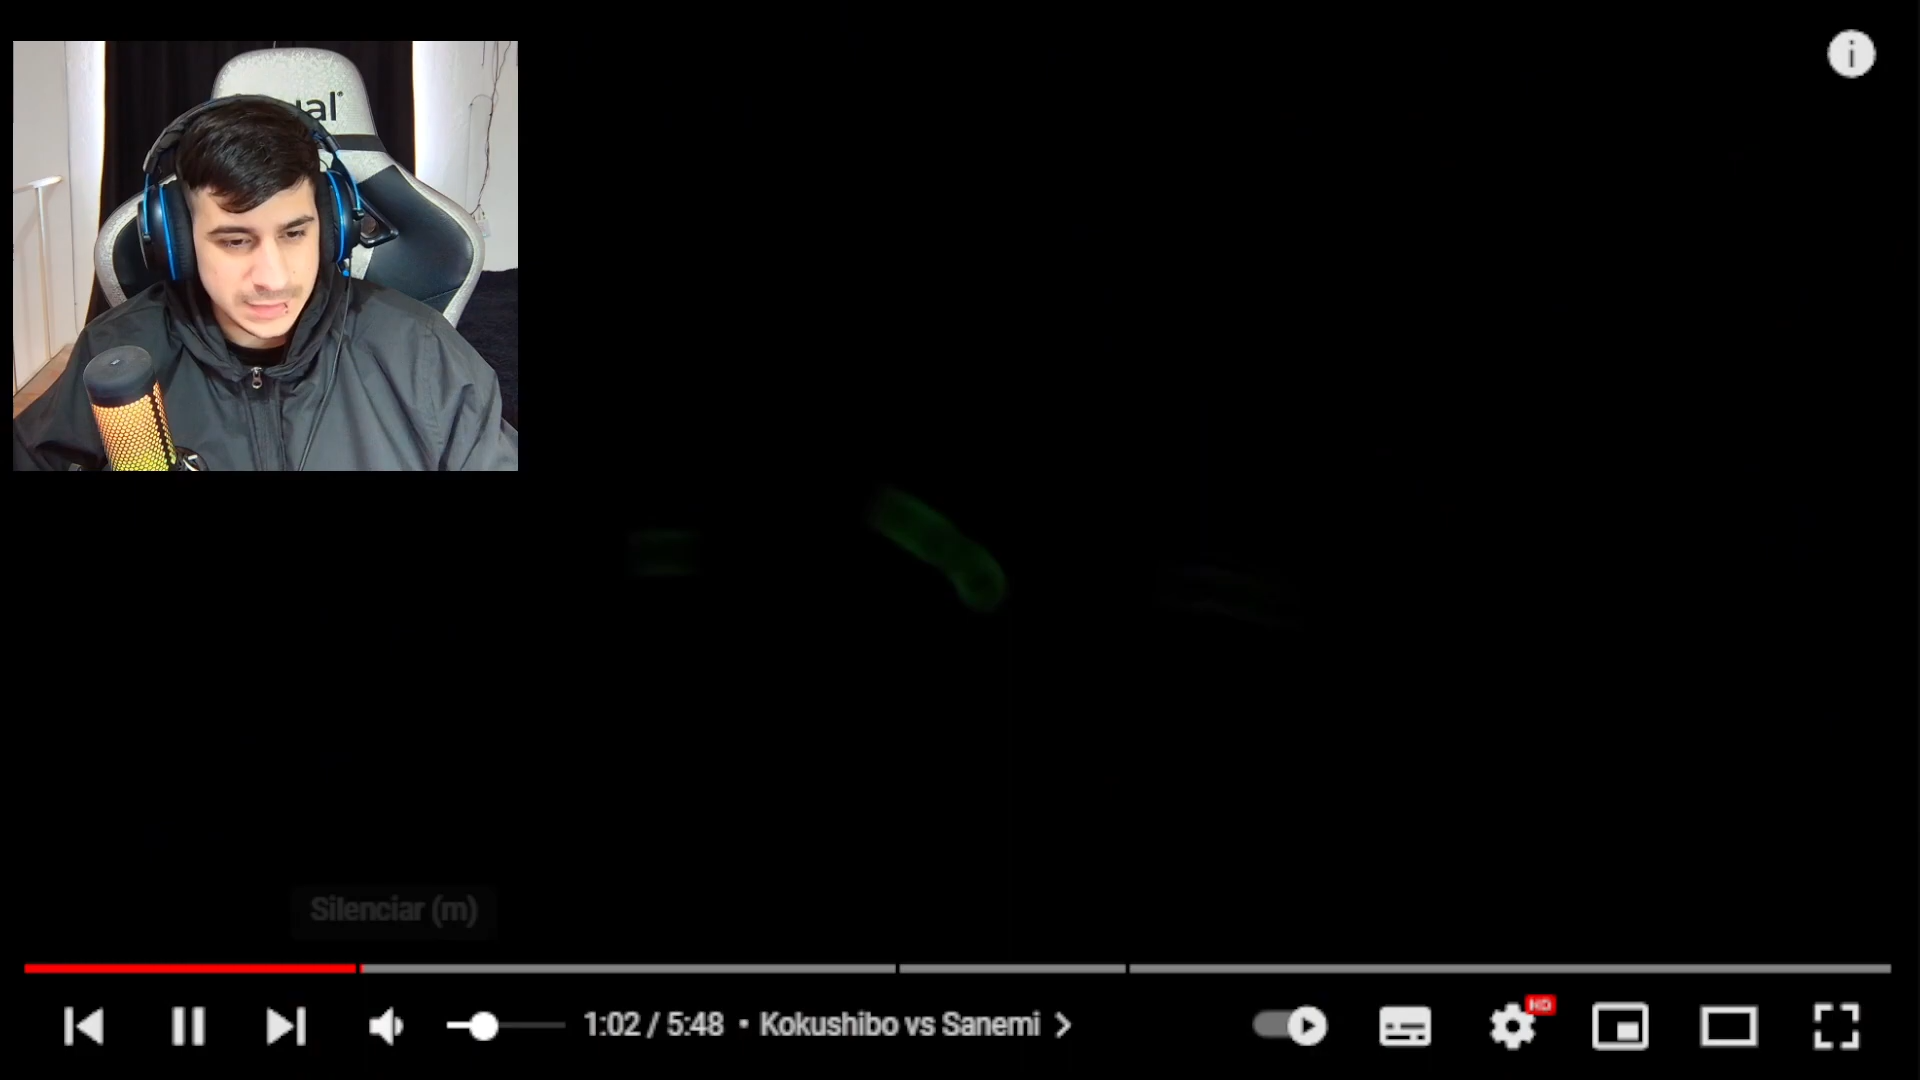 Silenciar (m)
1:02 / 5:48 • Kokushibo vs Sanemi
HD